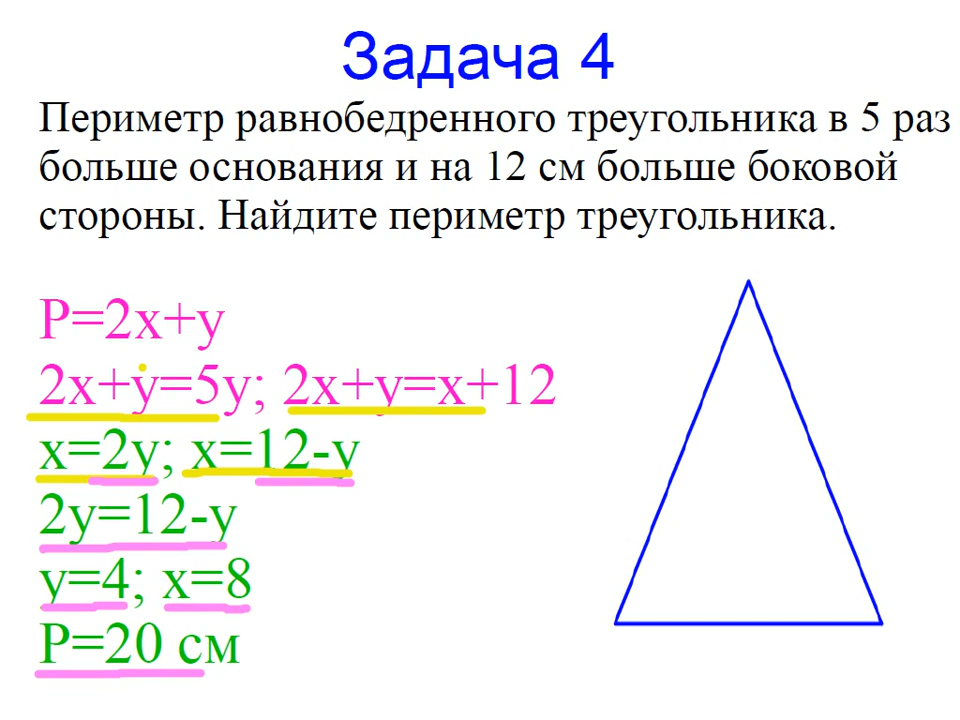 Задача 4
Периметр равнобедренного треугольника в 5 раз
больше основания и на 12 см больше боковой
стороны. Найдите периметр треугольника.
P=2x+y
2x+y=5y; 2x+y=x+12
x=2y; x=12-y
2y=12-y
y=4; x=8
P=20 см